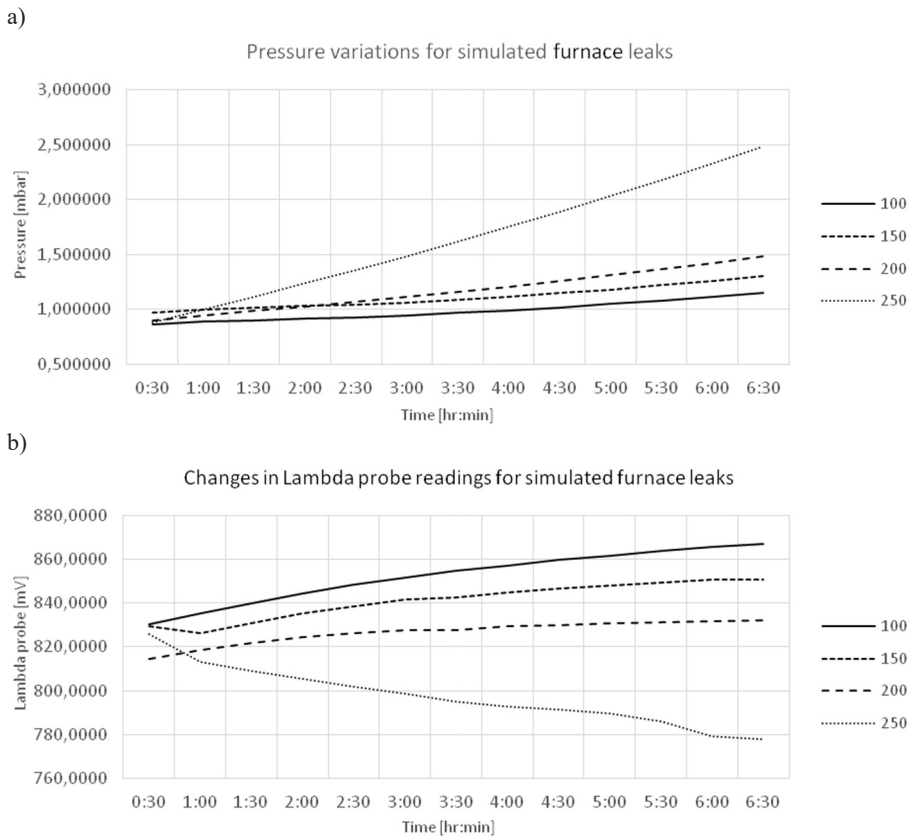 a)
Pressure variations for simulated furnace leaks
3,000000
2,500000
2,000000
1,500000
1,000000
0,500000
Pressure [mbar]
0:30 1:00 1:30 2:00 2:30 3:00 3:30 4:00 4:30 5:00 5:30 6:00 6:30
Time [hr:min]
100
150
200
250
b)
Changes in Lambda probe readings for simulated furnace leaks
880,0000
860,0000
840,0000
820,0000
800,0000
780,0000
760,0000
Lambda probe [mV]
0:30 1:00 1:30 2:00 2:30 3:00 3:30 4:00 4:30 5:00 5:30 6:00 6:30
Time [hr:min]
100
150
200
250